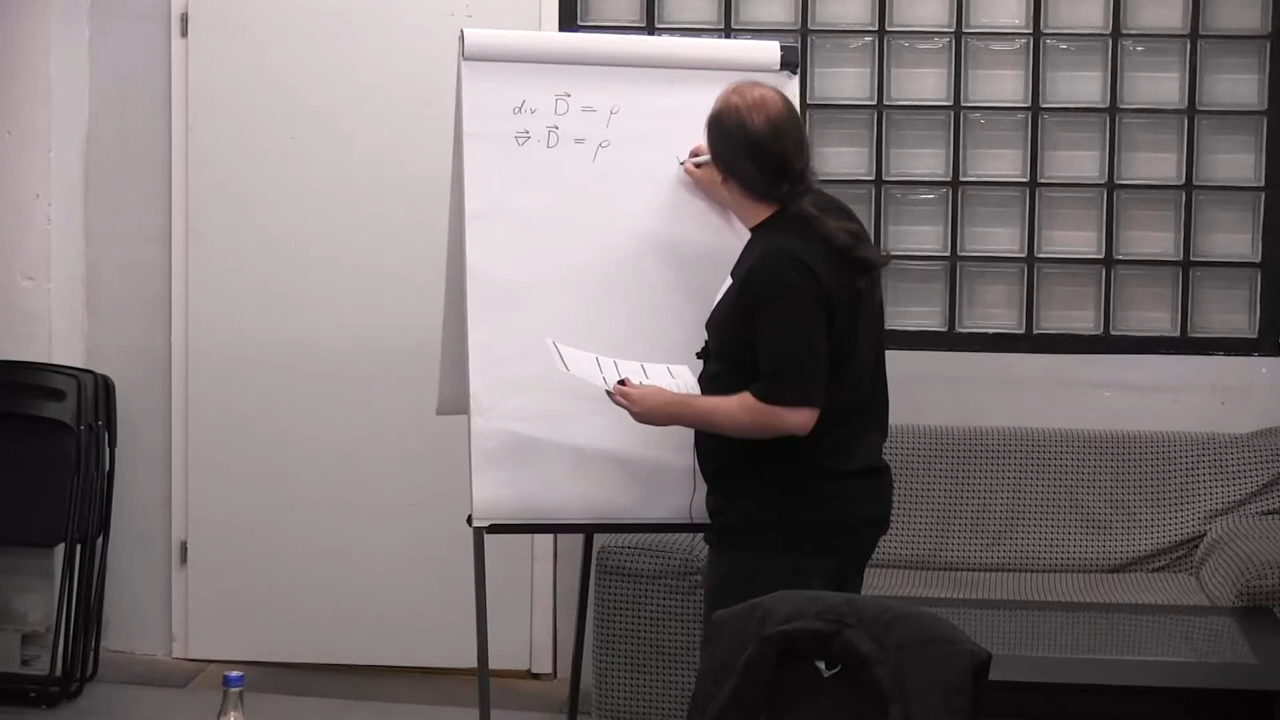 div D⃗ = ρ
∇⃗ · D⃗ = ρ